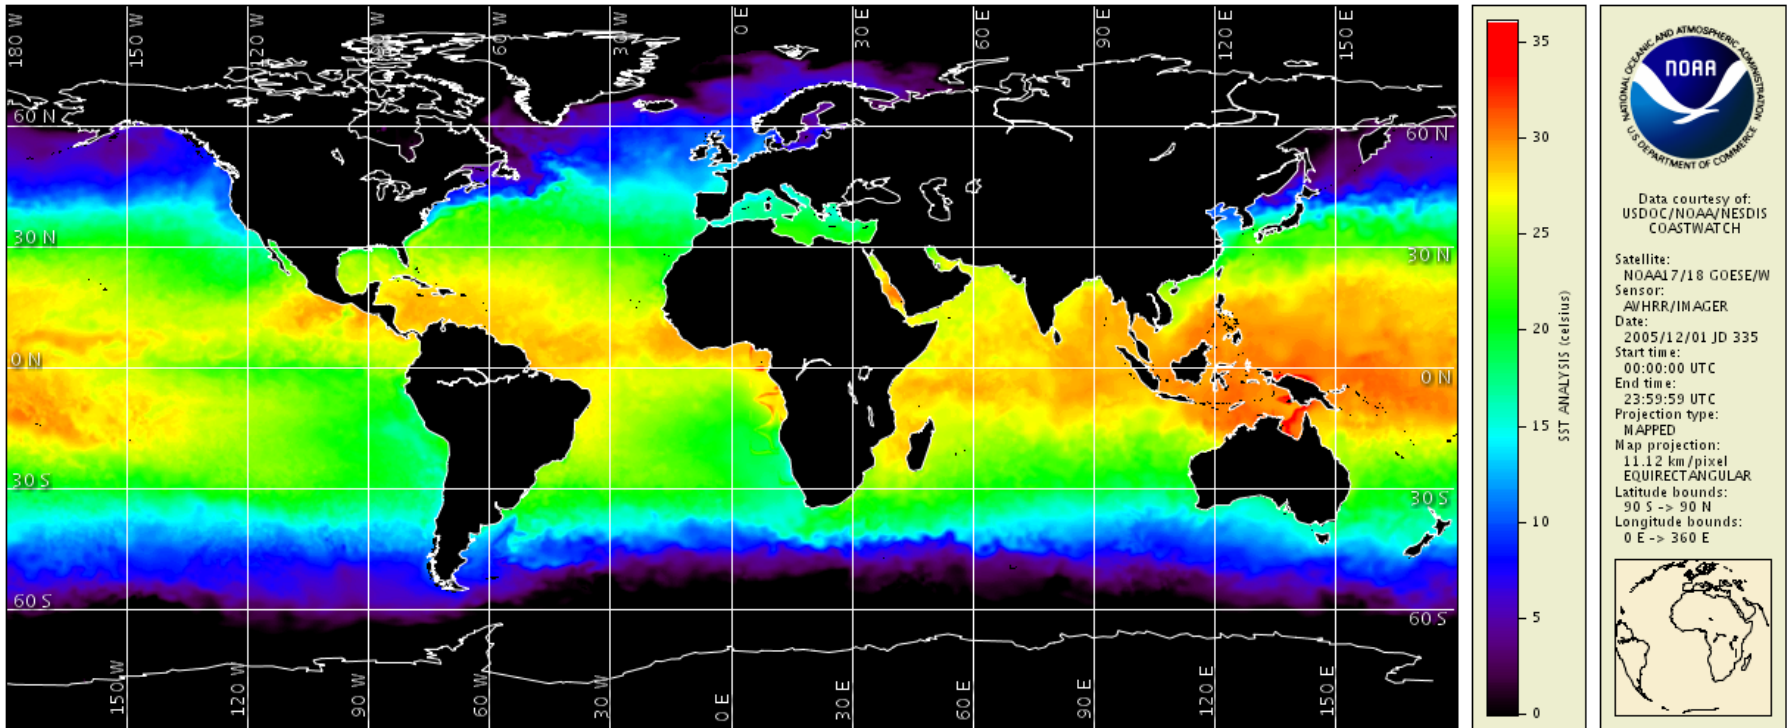 180 W
150 W
120 W
60 W
30 W
0 E
30 E
60 E
90 E
120 E
150 E
60 N
60 N
30 N
30 N
0 N
0 N
30 S
30 S
60 S
60 S
150 W
120 W
90 W
60 W
30 W
0 E
30 E
60 E
90 E
120 E
150 E
35
30
25
20
15
10
5
0
SST ANALYSIS (celsius)
NATIONAL OCEANIC AND ATMOSPHERIC ADMINISTRATION
NOAA
U.S. DEPARTMENT OF COMMERCE
Data courtesy of:
USDOC/NOAA/NESDIS
COASTWATCH
Satellite:
NOAA17/18 GOESE/W
Sensor:
AVHRR/IMAGER
Date:
2005/12/01 JD 335
Start time:
00:00:00 UTC
End time:
23:59:59 UTC
Projection type:
MAPPED
Map projection:
11.12 km/pixel
EQUIRECTANGULAR
Latitude bounds:
90 S -> 90 N
Longitude bounds:
0 E -> 360 E